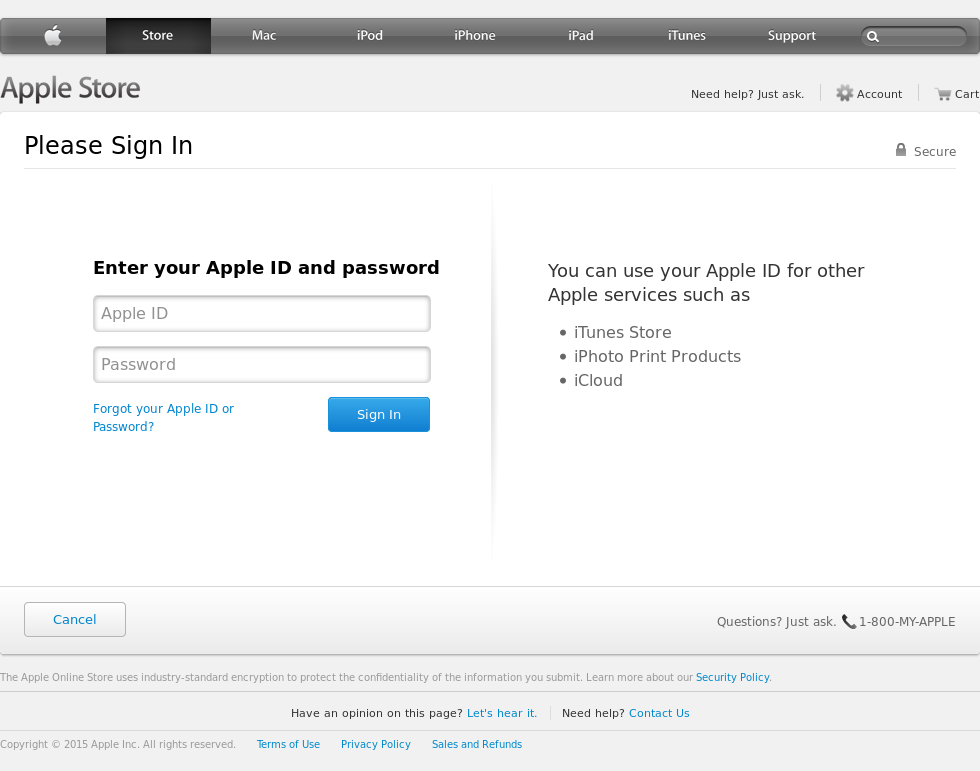 Store Mac iPod iPhone iPad iTunes Support
Apple Store
Need help? Just ask. Account Cart
Please Sign In
Secure
Enter your Apple ID and password
Apple ID
Password
Forgot your Apple ID or
Password?
Sign In
You can use your Apple ID for other
Apple services such as
iTunes Store
iPhoto Print Products
iCloud
Cancel
Questions? Just ask. 1-800-MY-APPLE
The Apple Online Store uses industry-standard encryption to protect the confidentiality of the information you submit. Learn more about our Security Policy.
Have an opinion on this page? Let's hear it. Need help? Contact Us
Copyright © 2015 Apple Inc. All rights reserved. Terms of Use Privacy Policy Sales and Refunds